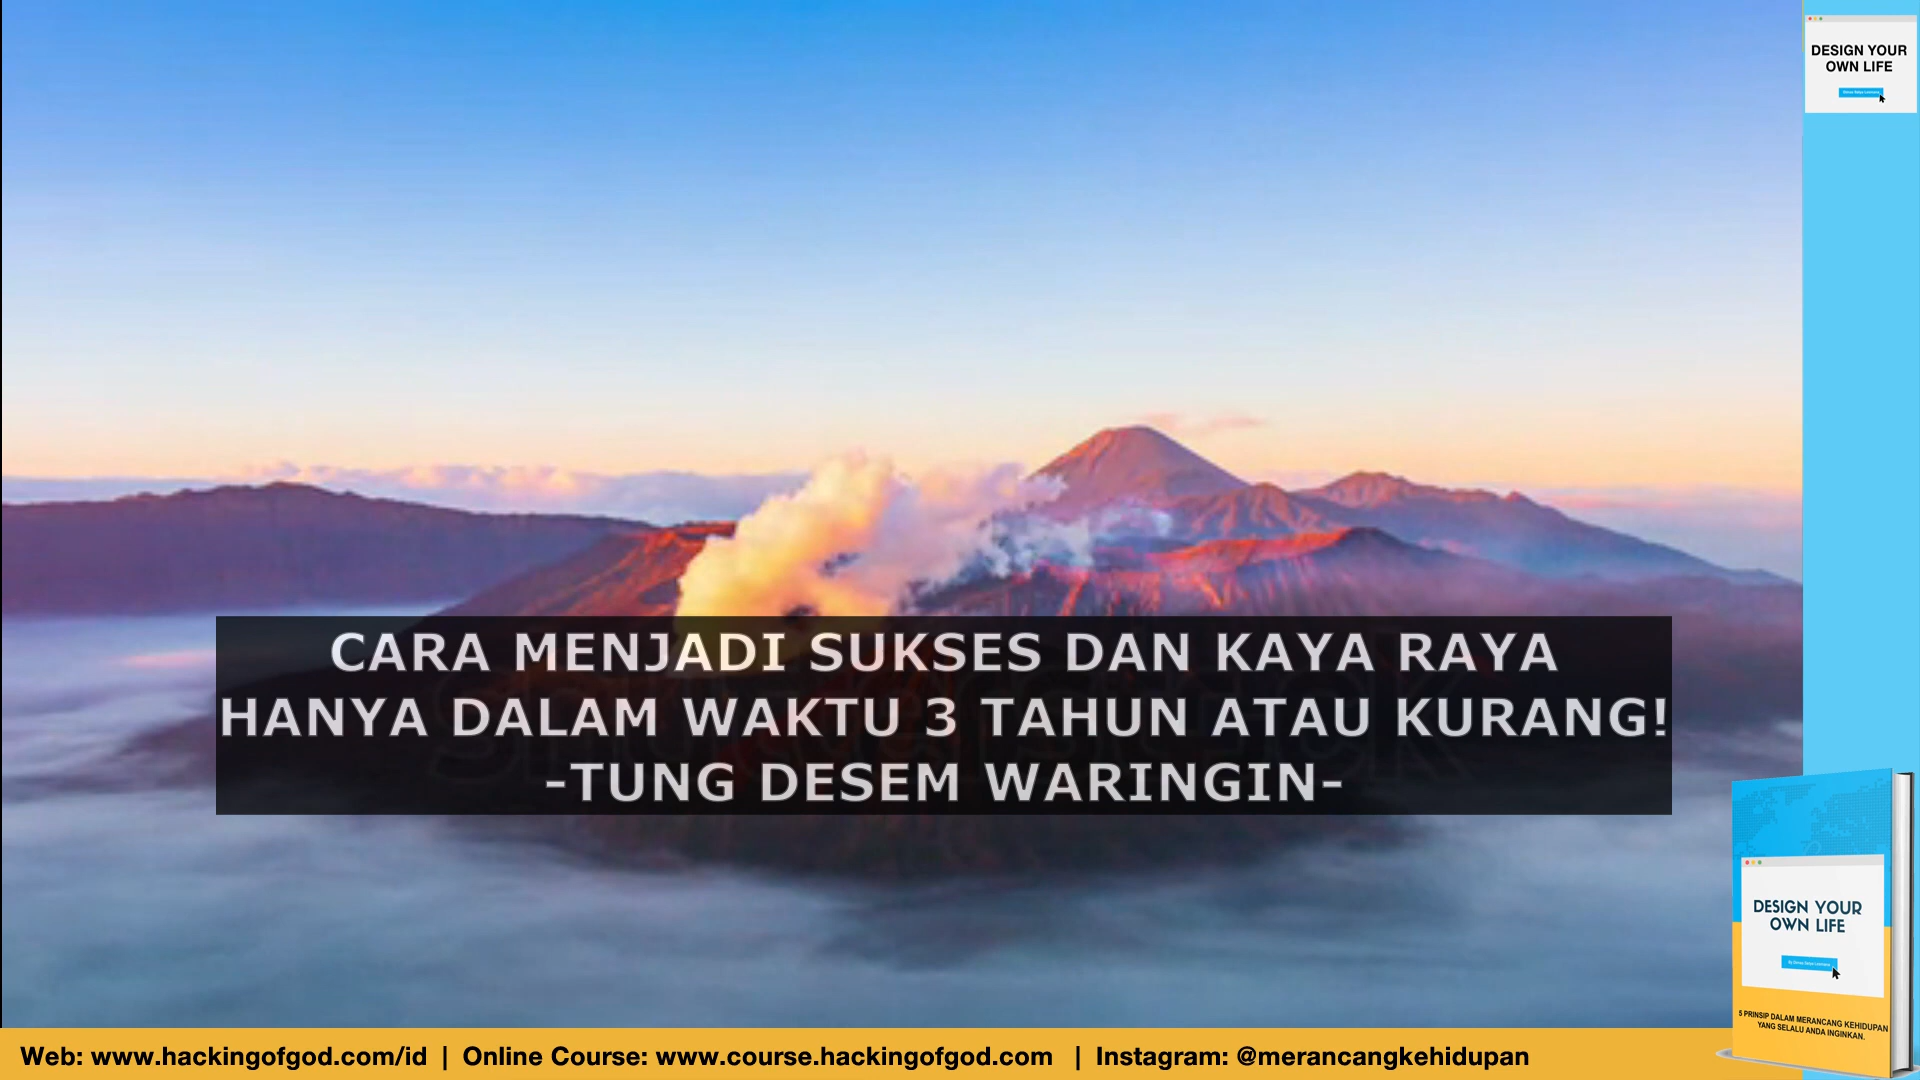 DESIGN YOUR
OWN LIFE
CARA MENJADI SUKSES DAN KAYA RAYA
HANYA DALAM WAKTU 3 TAHUN ATAU KURANG!
-TUNG DESEM WARINGIN-
DESIGN YOUR
OWN LIFE
5 PRINSIP DALAM MERANCANG KEHIDUPAN
YANG SELALU ANDA INGINKAN.
Web: www.hackingofgod.com/id | Online Course: www.course.hackingofgod.com | Instagram: @merancangkehidupan